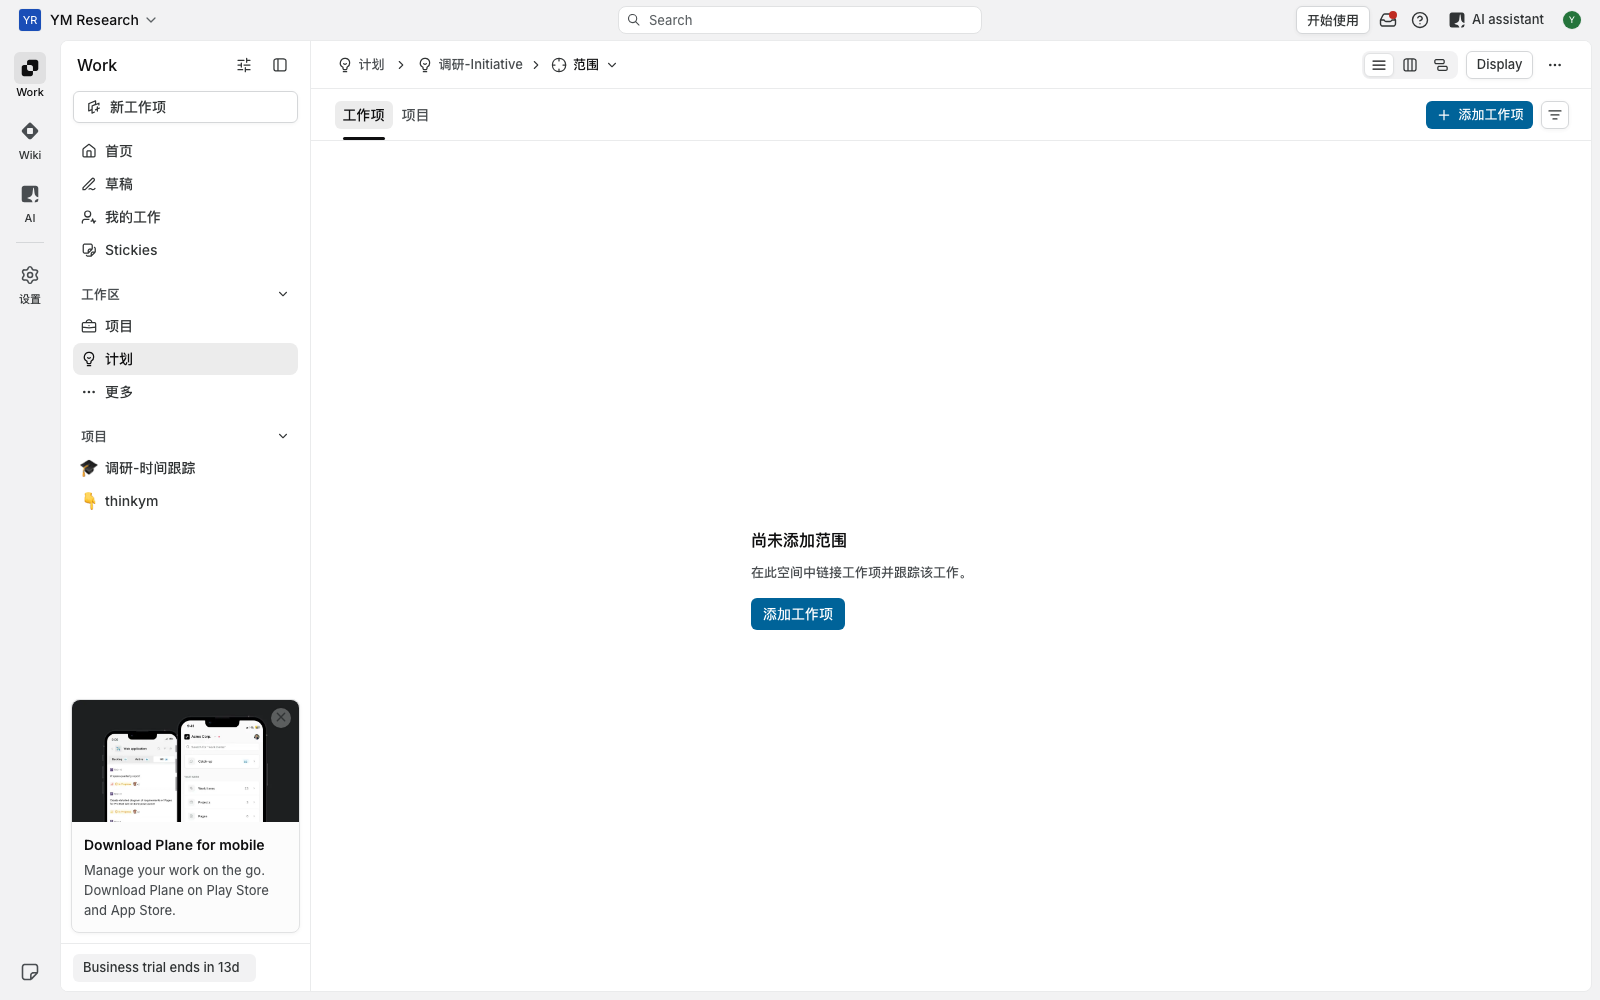 YR YM Research
Search
开始使用
AI assistant
Y
Work
Wiki
AI
设置
Work
新工作项
首页
草稿
我的工作
Stickies
工作区
项目
计划
更多
项目
调研-时间跟踪
thinkym
Download Plane for mobile
Manage your work on the go.
Download Plane on Play Store
and App Store.
Business trial ends in 13d
计划 调研-Initiative 范围
Display
工作项 项目
添加工作项
尚未添加范围
在此空间中链接工作项并跟踪该工作。
添加工作项